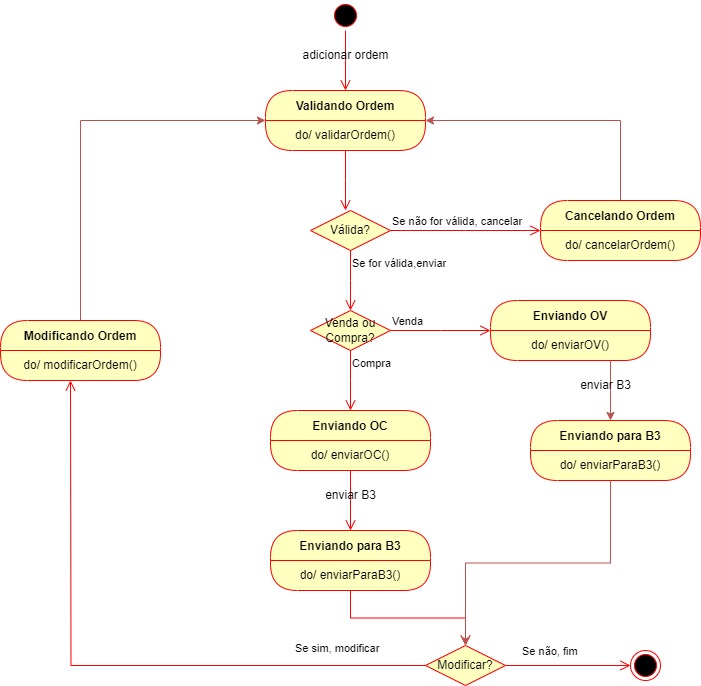 adicionar ordem
Validando Ordem
do/ validarOrdem()
Válida?
Se não for válida, cancelar
Cancelando Ordem
do/ cancelarOrdem()
Se for válida,enviar
Venda ou
Compra?
Venda
Enviando OV
do/ enviarOV()
Modificando Ordem
do/ modificarOrdem()
Compra
enviar B3
Enviando OC
do/ enviarOC()
Enviando para B3
do/ enviarParaB3()
enviar B3
Enviando para B3
do/ enviarParaB3()
Se sim, modificar
Modificar?
Se não, fim